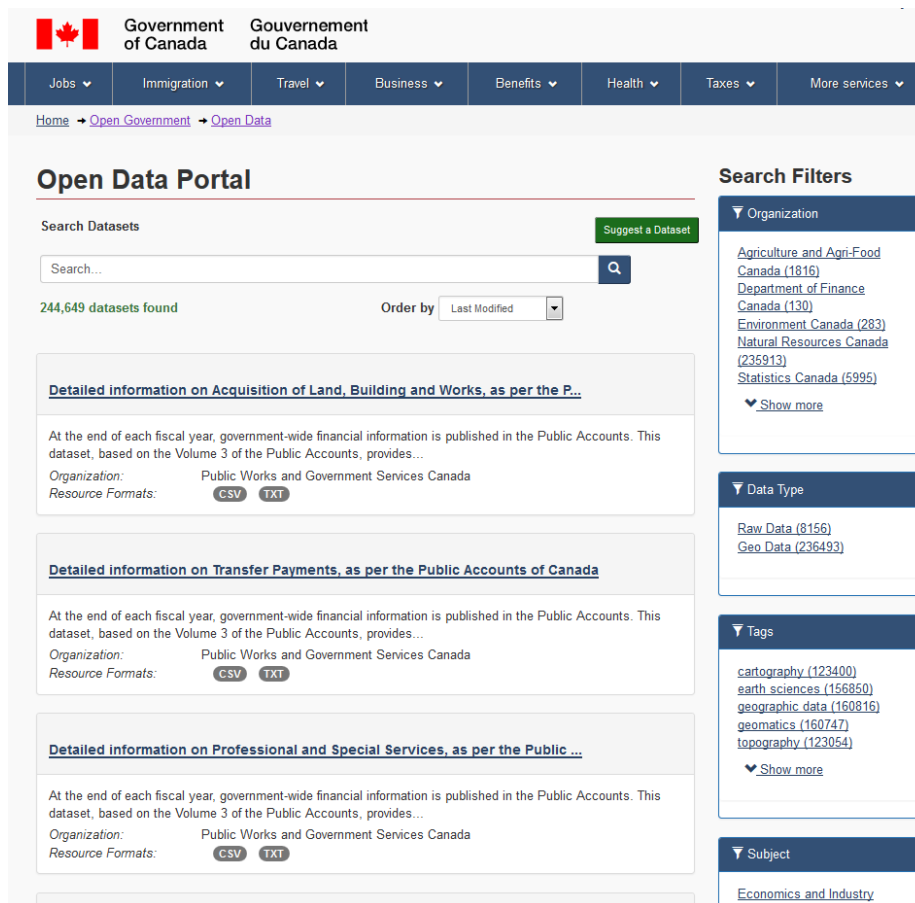 Government of Canada
Gouvernement du Canada
Jobs Immigration Travel Business Benefits Health Taxes More services
Home → Open Government → Open Data
Open Data Portal
Search Datasets
Suggest a Dataset
Search...
244,649 datasets found
Order by Last Modified
Detailed information on Acquisition of Land, Building and Works, as per the P...
At the end of each fiscal year, government-wide financial information is published in the Public Accounts. This
dataset, based on the Volume 3 of the Public Accounts, provides…
Organization: Public Works and Government Services Canada
Resource Formats: CSV TXT
Detailed information on Transfer Payments, as per the Public Accounts of Canada
At the end of each fiscal year, government-wide financial information is published in the Public Accounts. This
dataset, based on the Volume 3 of the Public Accounts, provides…
Organization: Public Works and Government Services Canada
Resource Formats: CSV TXT
Detailed information on Professional and Special Services, as per the Public ...
At the end of each fiscal year, government-wide financial information is published in the Public Accounts. This
dataset, based on the Volume 3 of the Public Accounts, provides…
Organization: Public Works and Government Services Canada
Resource Formats: CSV TXT
Search Filters
Organization
Agriculture and Agri-Food
Canada (1816)
Department of Finance
Canada (130)
Environment Canada (283)
Natural Resources Canada
(235913)
Statistics Canada (5995)
Show more
Data Type
Raw Data (8156)
Geo Data (236493)
Tags
cartography (123400)
earth sciences (156850)
geographic data (160816)
geomatics (160747)
topography (123054)
Show more
Subject
Economics and Industry